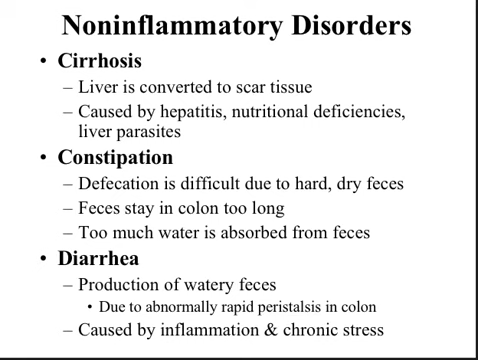 Noninflammatory Disorders
• Cirrhosis
– Liver is converted to scar tissue
– Caused by hepatitis, nutritional deficiencies,
liver parasites
• Constipation
– Defecation is difficult due to hard, dry feces
– Feces stay in colon too long
– Too much water is absorbed from feces
• Diarrhea
– Production of watery feces
• Due to abnormally rapid peristalsis in colon
– Caused by inflammation & chronic stress